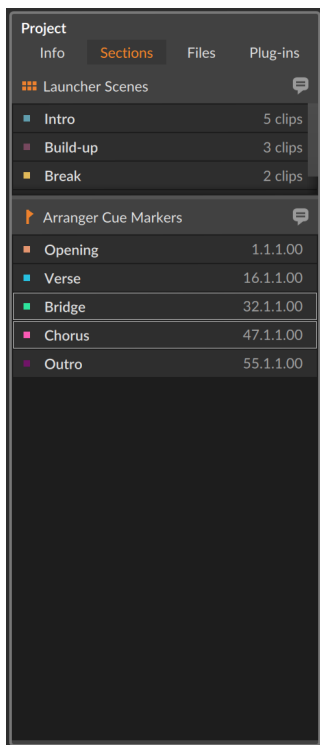 Project
Info Sections Files Plug-ins
Launcher Scenes
Intro 5 clips
Build-up 3 clips
Break 2 clips
Arranger Cue Markers
Opening 1.1.1.00
Verse 16.1.1.00
Bridge 32.1.1.00
Chorus 47.1.1.00
Outro 55.1.1.00